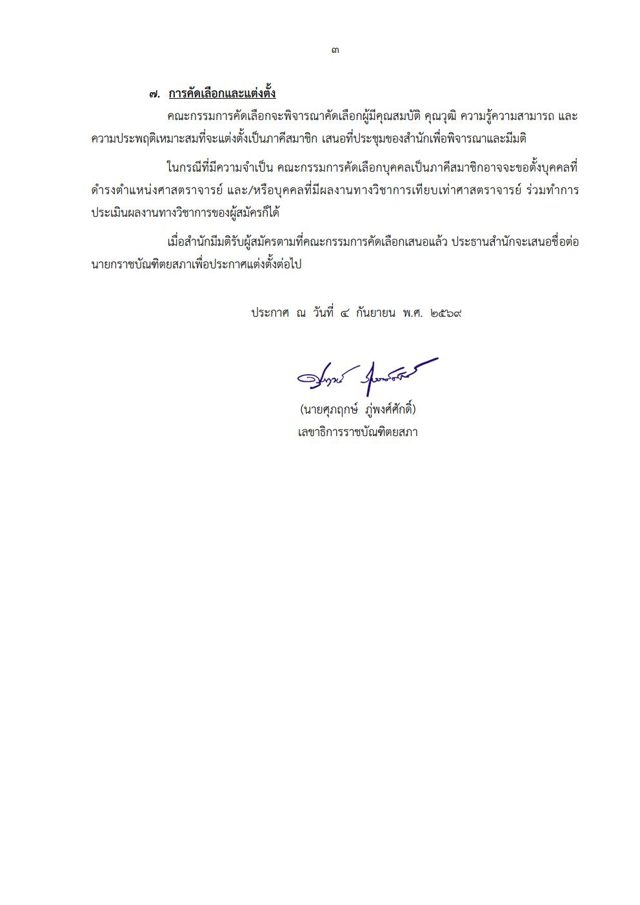 ๓
๗. การคัดเลือกและแต่งตั้ง
คณะกรรมการคัดเลือกจะพิจารณาคัดเลือกผู้มีคุณสมบัติ คุณวุฒิ ความรู้ความสามารถ และ
ความประพฤติเหมาะสมที่จะแต่งตั้งเป็นภาคีสมาชิก เสนอที่ประชุมของสำนักเพื่อพิจารณาและมีมติ
ในกรณีที่มีความจำเป็น คณะกรรมการคัดเลือกบุคคลเป็นภาคีสมาชิกอาจจะขอตั้งบุคคลที่
ดำรงตำแหน่งศาสตราจารย์ และ/หรือบุคคลที่มีผลงานทางวิชาการเทียบเท่าศาสตราจารย์ ร่วมทำการ
ประเมินผลงานทางวิชาการของผู้สมัครก็ได้
เมื่อสำนักมีมติรับผู้สมัครตามที่คณะกรรมการคัดเลือกเสนอแล้ว ประธานสำนักจะเสนอชื่อต่อ
นายกราชบัณฑิตยสภาเพื่อประกาศแต่งตั้งต่อไป
ประกาศ ณ วันที่ ๔ กันยายน พ.ศ. ๒๕๖๙
(นายศุภฤกษ์ ภู่พงศ์ศักดิ์)
เลขาธิการราชบัณฑิตยสภา